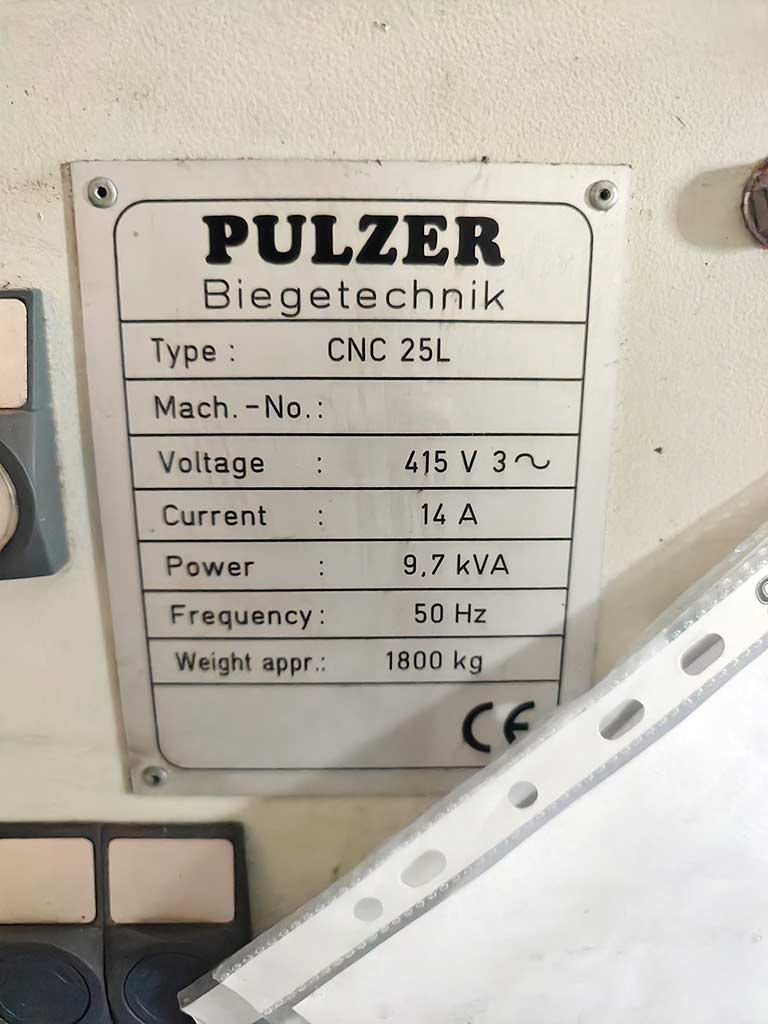 PULZER
Biegetechnik
Type : CNC 25L
Mach.-No.:
Voltage : 415 V 3~
Current : 14 A
Power : 9,7 kVA
Frequency: 50 Hz
Weight appr.: 1800 kg
CE